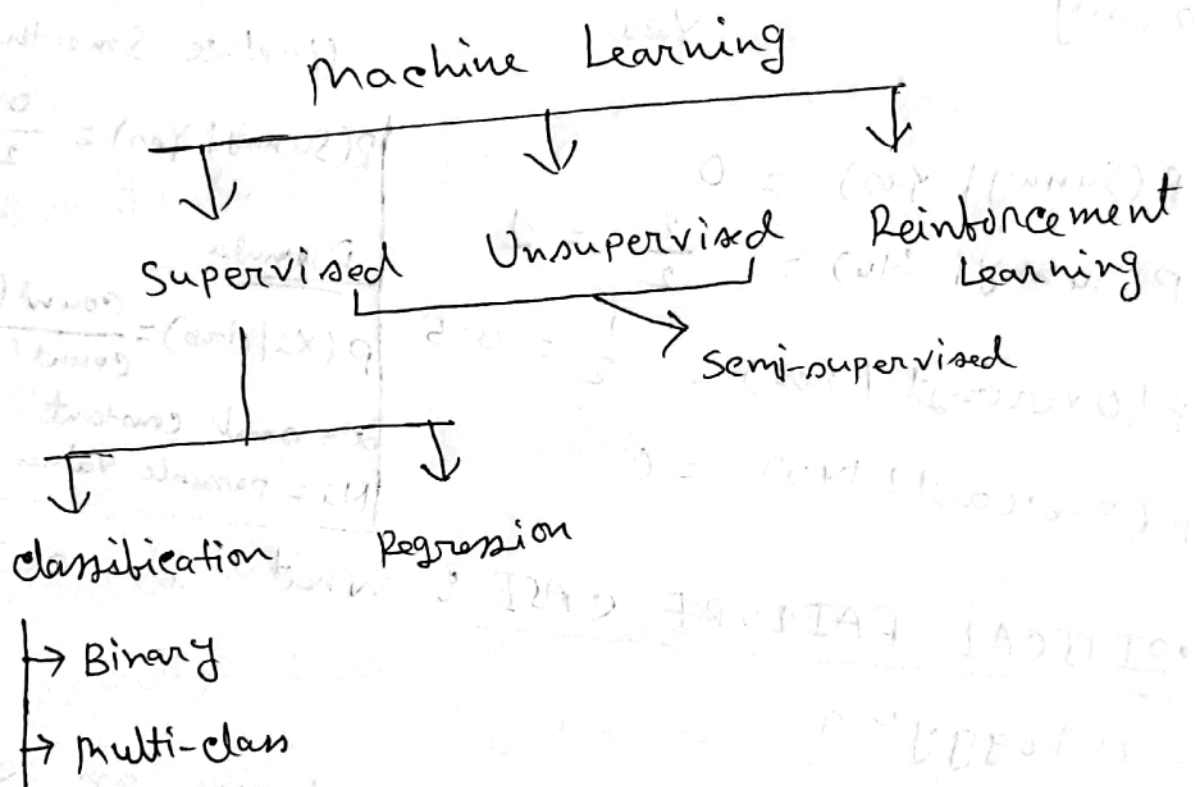 Machine Learning
Supervised
Unsupervised
Reinforcement
Learning
Semi-supervised
Classification
Regression
→ Binary
→ Multi-class